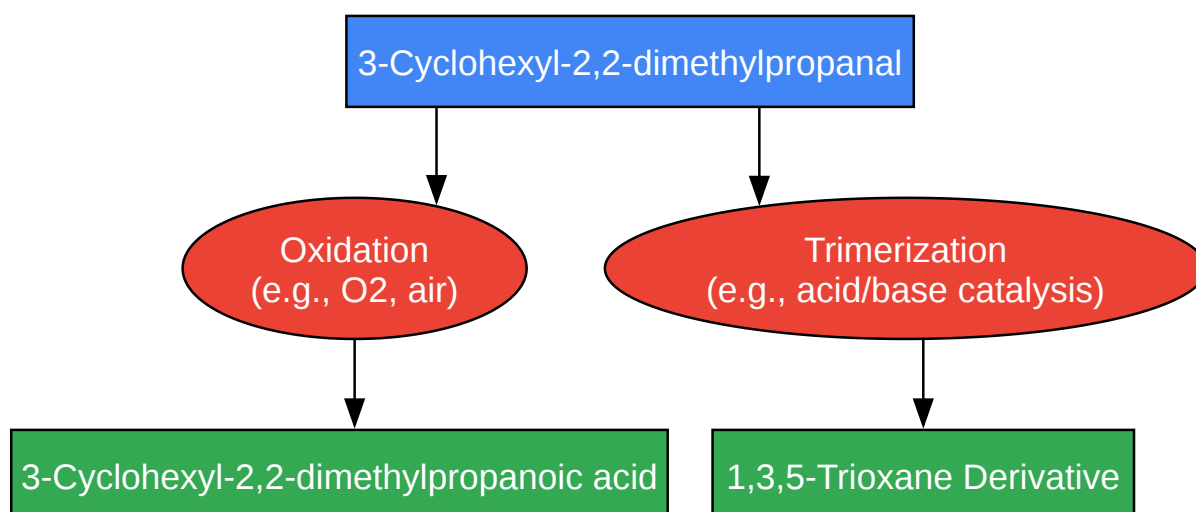 3-Cyclohexyl-2,2-dimethylpropanal
Oxidation
(e.g., O2, air)
Trimerization
(e.g., acid/base catalysis)
3-Cyclohexyl-2,2-dimethylpropanoic acid
1,3,5-Trioxane Derivative